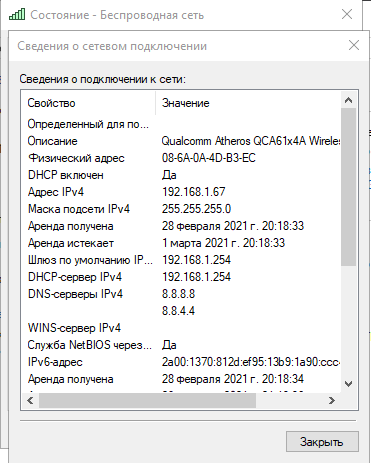 Состояние - Беспроводная сеть
Сведения о сетевом подключении
Сведения о подключении к сети:
Свойство Значение
Определенный для по...
Описание Qualcomm Atheros QCA61x4A Wireles
Физический адрес 08-6A-0A-4D-B3-EC
DHCP включен Да
Адрес IPv4 192.168.1.67
Маска подсети IPv4 255.255.255.0
Аренда получена 28 февраля 2021 г. 20:18:33
Аренда истекает 1 марта 2021 г. 20:18:33
Шлюз по умолчанию IP... 192.168.1.254
DHCP-сервер IPv4 192.168.1.254
DNS-серверы IPv4 8.8.8.8
8.8.4.4
WINS-сервер IPv4
Служба NetBIOS через... Да
IPv6-адрес 2a00:1370:812d:ef95:13b9:1a90:ccc4
Аренда получена 28 февраля 2021 г. 20:18:34
Закрыть